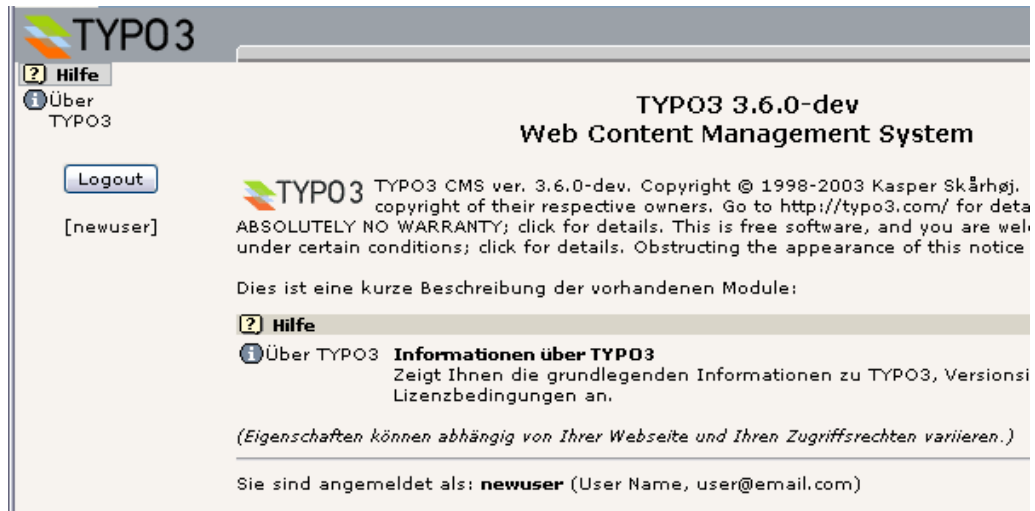 TYPO3
Hilfe
Über
TYPO3
Logout
[newuser]
TYPO3 3.6.0-dev
Web Content Management System
TYPO3
TYPO3 CMS ver. 3.6.0-dev. Copyright © 1998-2003 Kasper Skårhøj.
copyright of their respective owners. Go to http://typo3.com/ for
ABSOLUTELY NO WARRANTY; click for details. This is free software, and you are
under certain conditions; click for details. Obstructing the appearance of this notice
Dies ist eine kurze Beschreibung der vorhandenen Module:
Hilfe
Über TYPO3 Informationen über TYPO3
Zeigt Ihnen die grundlegenden Informationen zu TYPO3,
Lizenzbedingungen an.
(Eigenschaften können abhängig von Ihrer Webseite und Ihren Zugriffsrechten variieren.)
Sie sind angemeldet als: newuser (User Name, user@email.com)